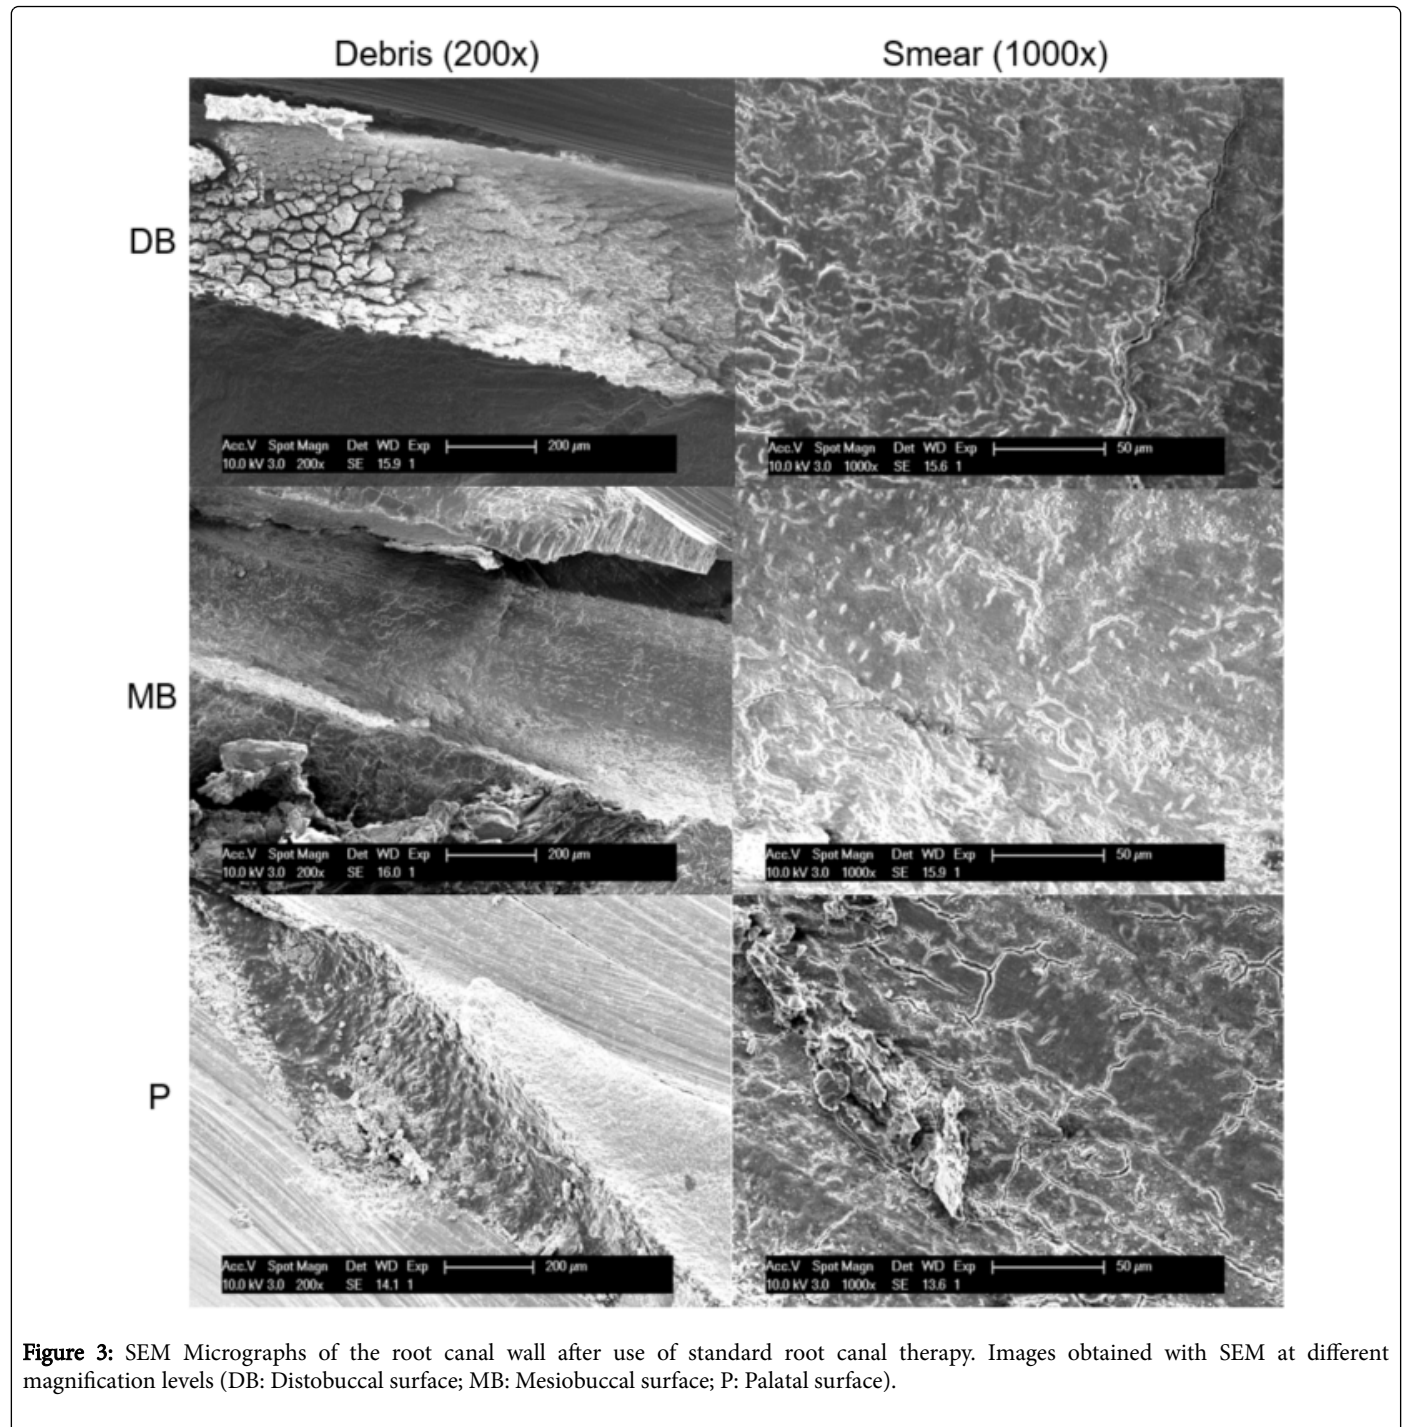 Debris (200x) Smear (1000x)
DB
Acc.V Spot Magn Det WD Exp 200 µm
10.0 kV 3.0 200x SE 15.9 1
Acc.V Spot Magn Det WD Exp 50 µm
10.0 kV 3.0 1000x SE 15.6 1
MB
Acc.V Spot Magn Det WD Exp 200 µm
10.0 kV 3.0 200x SE 16.0 1
Acc.V Spot Magn Det WD Exp 50 µm
10.0 kV 3.0 1000x SE 15.9 1
P
Acc.V Spot Magn Det WD Exp 200 µm
10.0 kV 3.0 200x SE 14.1 1
Acc.V Spot Magn Det WD Exp 50 µm
10.0 kV 3.0 1000x SE 13.6 1
Figure 3: SEM Micrographs of the root canal wall after use of standard root canal therapy. Images obtained with SEM at different
magnification levels (DB: Distobuccal surface; MB: Mesiobuccal surface; P: Palatal surface).